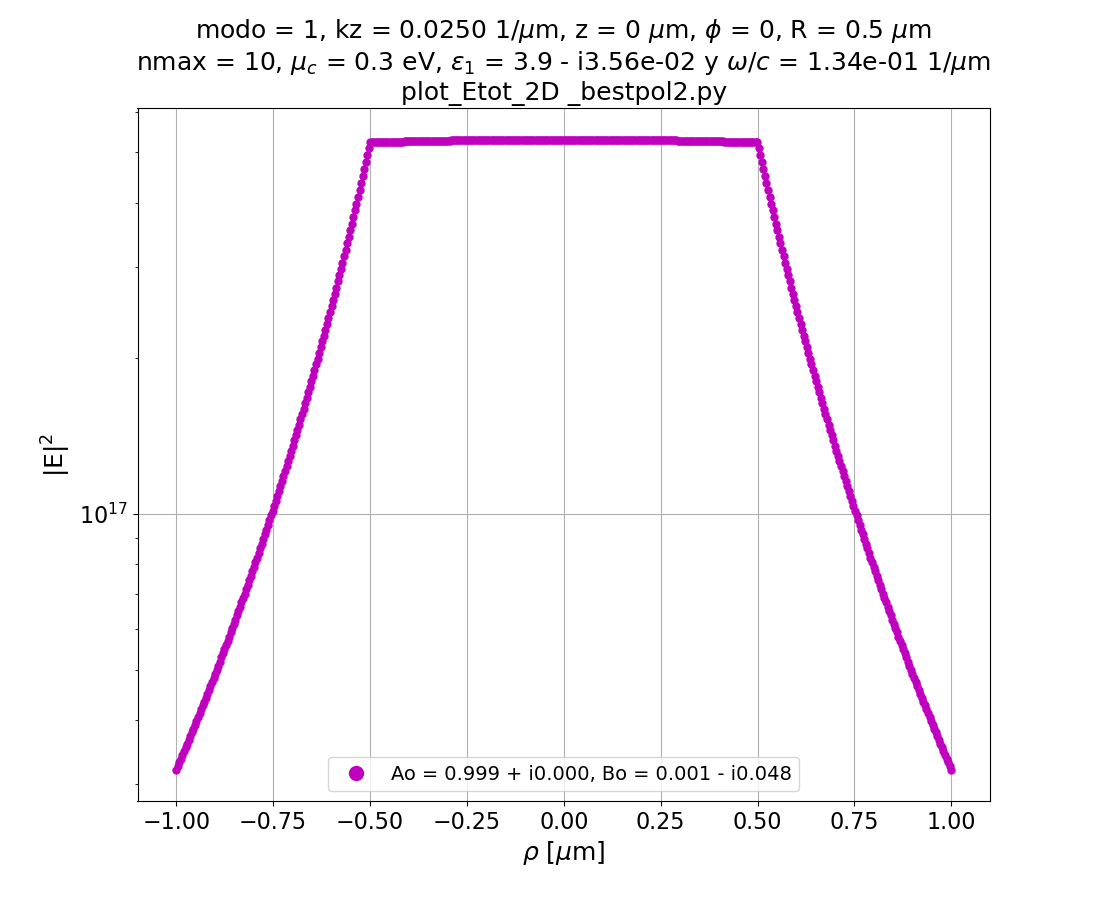 modo = 1, kz = 0.0250 1/μm, z = 0 μm, ϕ = 0, R = 0.5 μm
nmax = 10, μ_c = 0.3 eV, ε₁ = 3.9 - i3.56e-02 y ω/c = 1.34e-01 1/μm
plot_Etot_2D _bestpol2.py
|E|²
10¹⁷
Ao = 0.999 + i0.000, Bo = 0.001 - i0.048
−1.00 −0.75 −0.50 −0.25 0.00 0.25 0.50 0.75 1.00
ρ [μm]